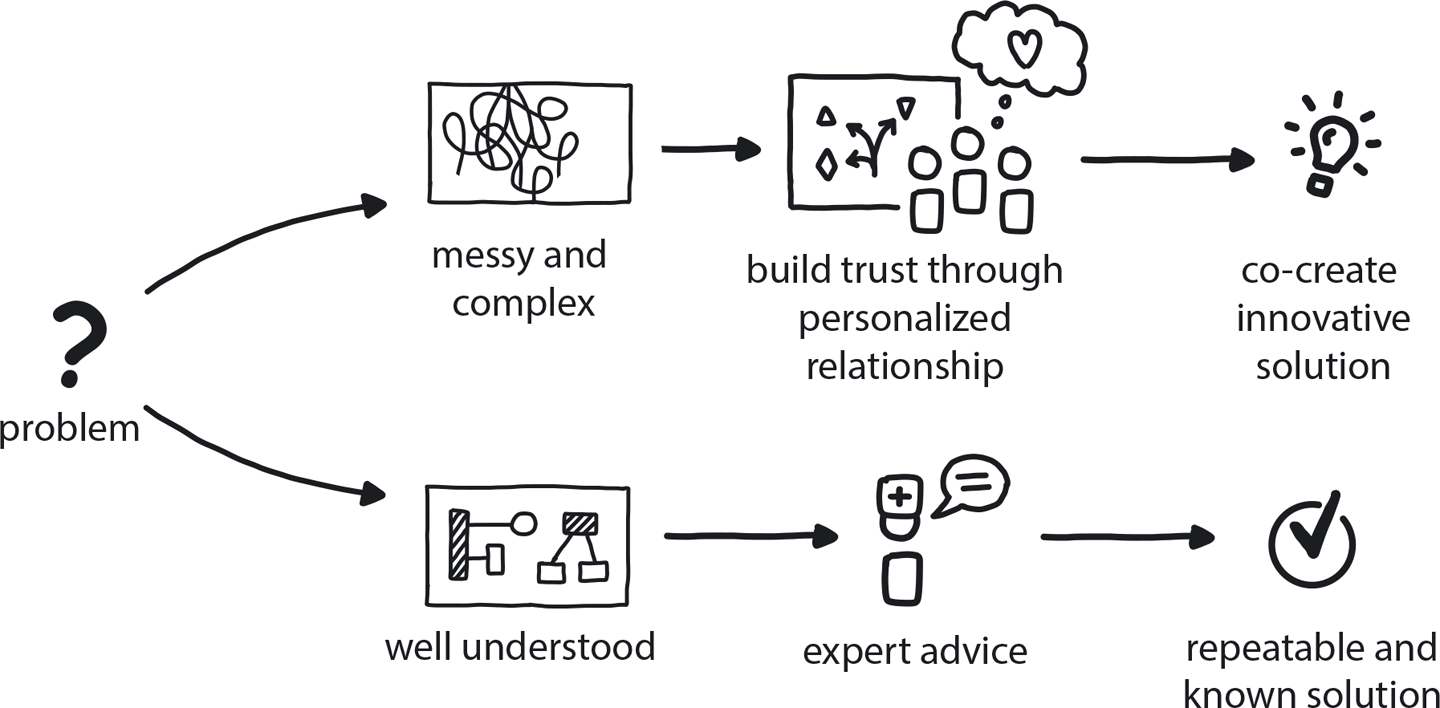 messy and
complex
build trust through
personalized
relationship
co-create
innovative
solution
?
problem
well understood
expert advice
repeatable and
known solution